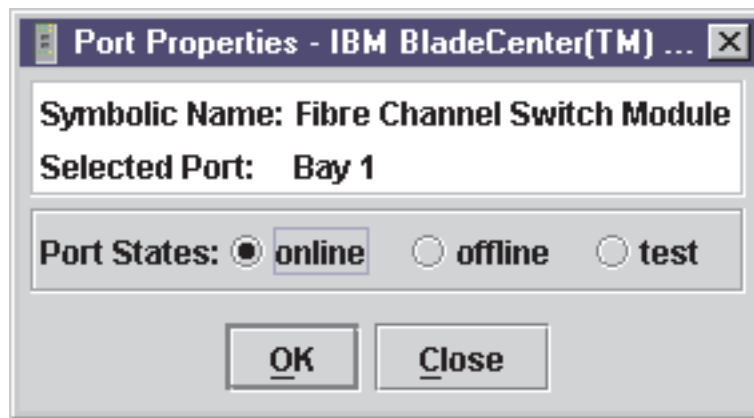 Port Properties - IBM BladeCenter(TM) ...
Symbolic Name: Fibre Channel Switch Module
Selected Port: Bay 1
Port States: online offline test
OK Close